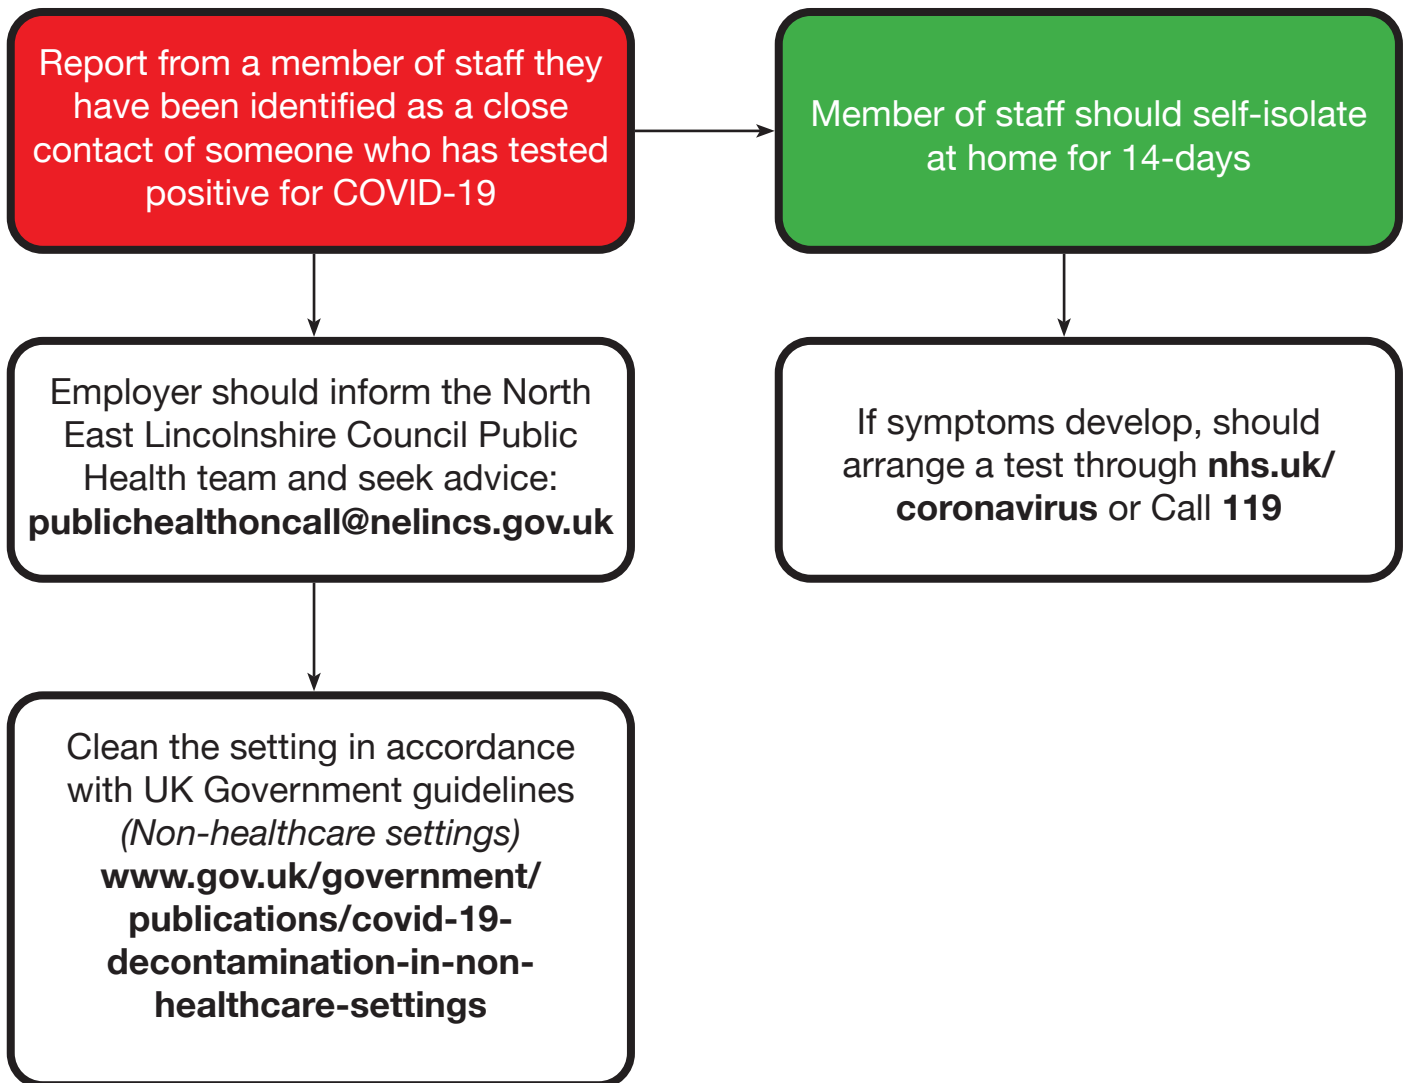 Report from a member of staff they
have been identified as a close
contact of someone who has tested
positive for COVID-19
Member of staff should self-isolate
at home for 14-days
Employer should inform the North
East Lincolnshire Council Public
Health team and seek advice:
publichealthoncall@nelincs.gov.uk
If symptoms develop, should
arrange a test through nhs.uk/
coronavirus or Call 119
Clean the setting in accordance
with UK Government guidelines
(Non-healthcare settings)
www.gov.uk/government/
publications/covid-19-
decontamination-in-non-
healthcare-settings